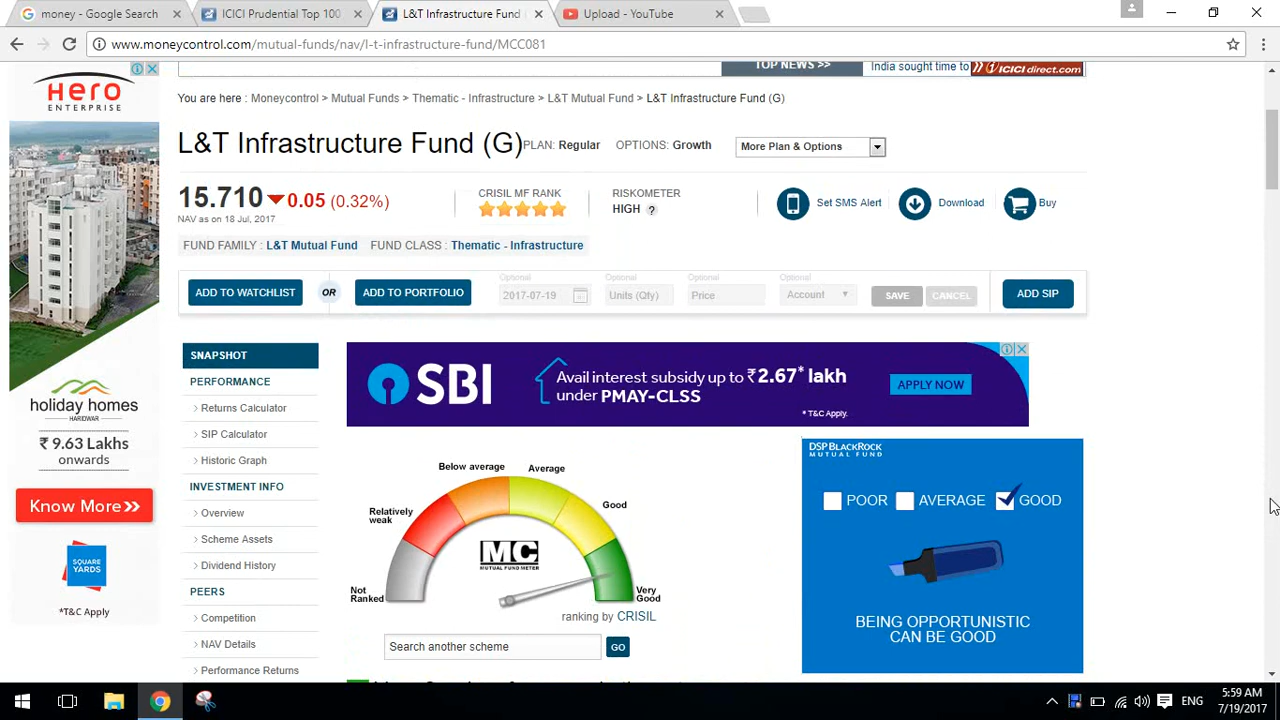 money - Google Search
ICICI Prudential Top 100
L&T Infrastructure Fund
Upload - YouTube
www.moneycontrol.com/mutual-funds/nav/l-t-infrastructure-fund/MCC081
HERO
ENTERPRISE
TOP NEWS >>
India sought time to
ICICI direct.com
You are here : Moneycontrol > Mutual Funds > Thematic - Infrastructure > L&T Mutual Fund > L&T Infrastructure Fund (G)
L&T Infrastructure Fund (G)
PLAN: Regular
OPTIONS: Growth
More Plan & Options
15.710
0.05 (0.32%)
NAV as on 18 Jul, 2017
CRISIL MF RANK
RISKOMETER
HIGH ?
Set SMS Alert
Download
Buy
FUND FAMILY : L&T Mutual Fund FUND CLASS : Thematic - Infrastructure
ADD TO WATCHLIST
OR
ADD TO PORTFOLIO
Optional
2017-07-19
Optional
Units (Qty)
Optional
Price
Optional
Account
SAVE
CANCEL
ADD SIP
holiday homes
HARIDWAR
₹ 9.63 Lakhs
onwards
Know More >>
SQUARE
YARDS
*T&C Apply
SNAPSHOT
PERFORMANCE
> Returns Calculator
> SIP Calculator
> Historic Graph
INVESTMENT INFO
> Overview
> Scheme Assets
> Dividend History
PEERS
> Competition
> NAV Details
> Performance Returns
SBI
Avail interest subsidy up to ₹2.67* lakh
under PMAY-CLSS
APPLY NOW
* T&C Apply.
Below average
Average
Relatively
weak
Good
MC
MUTUAL FUND METER
Not
Ranked
Very
Good
ranking by CRISIL
Search another scheme
GO
DSP BLACKROCK
MUTUAL FUND
POOR
AVERAGE
GOOD
BEING OPPORTUNISTIC
CAN BE GOOD
ENG
5:59 AM
7/19/2017